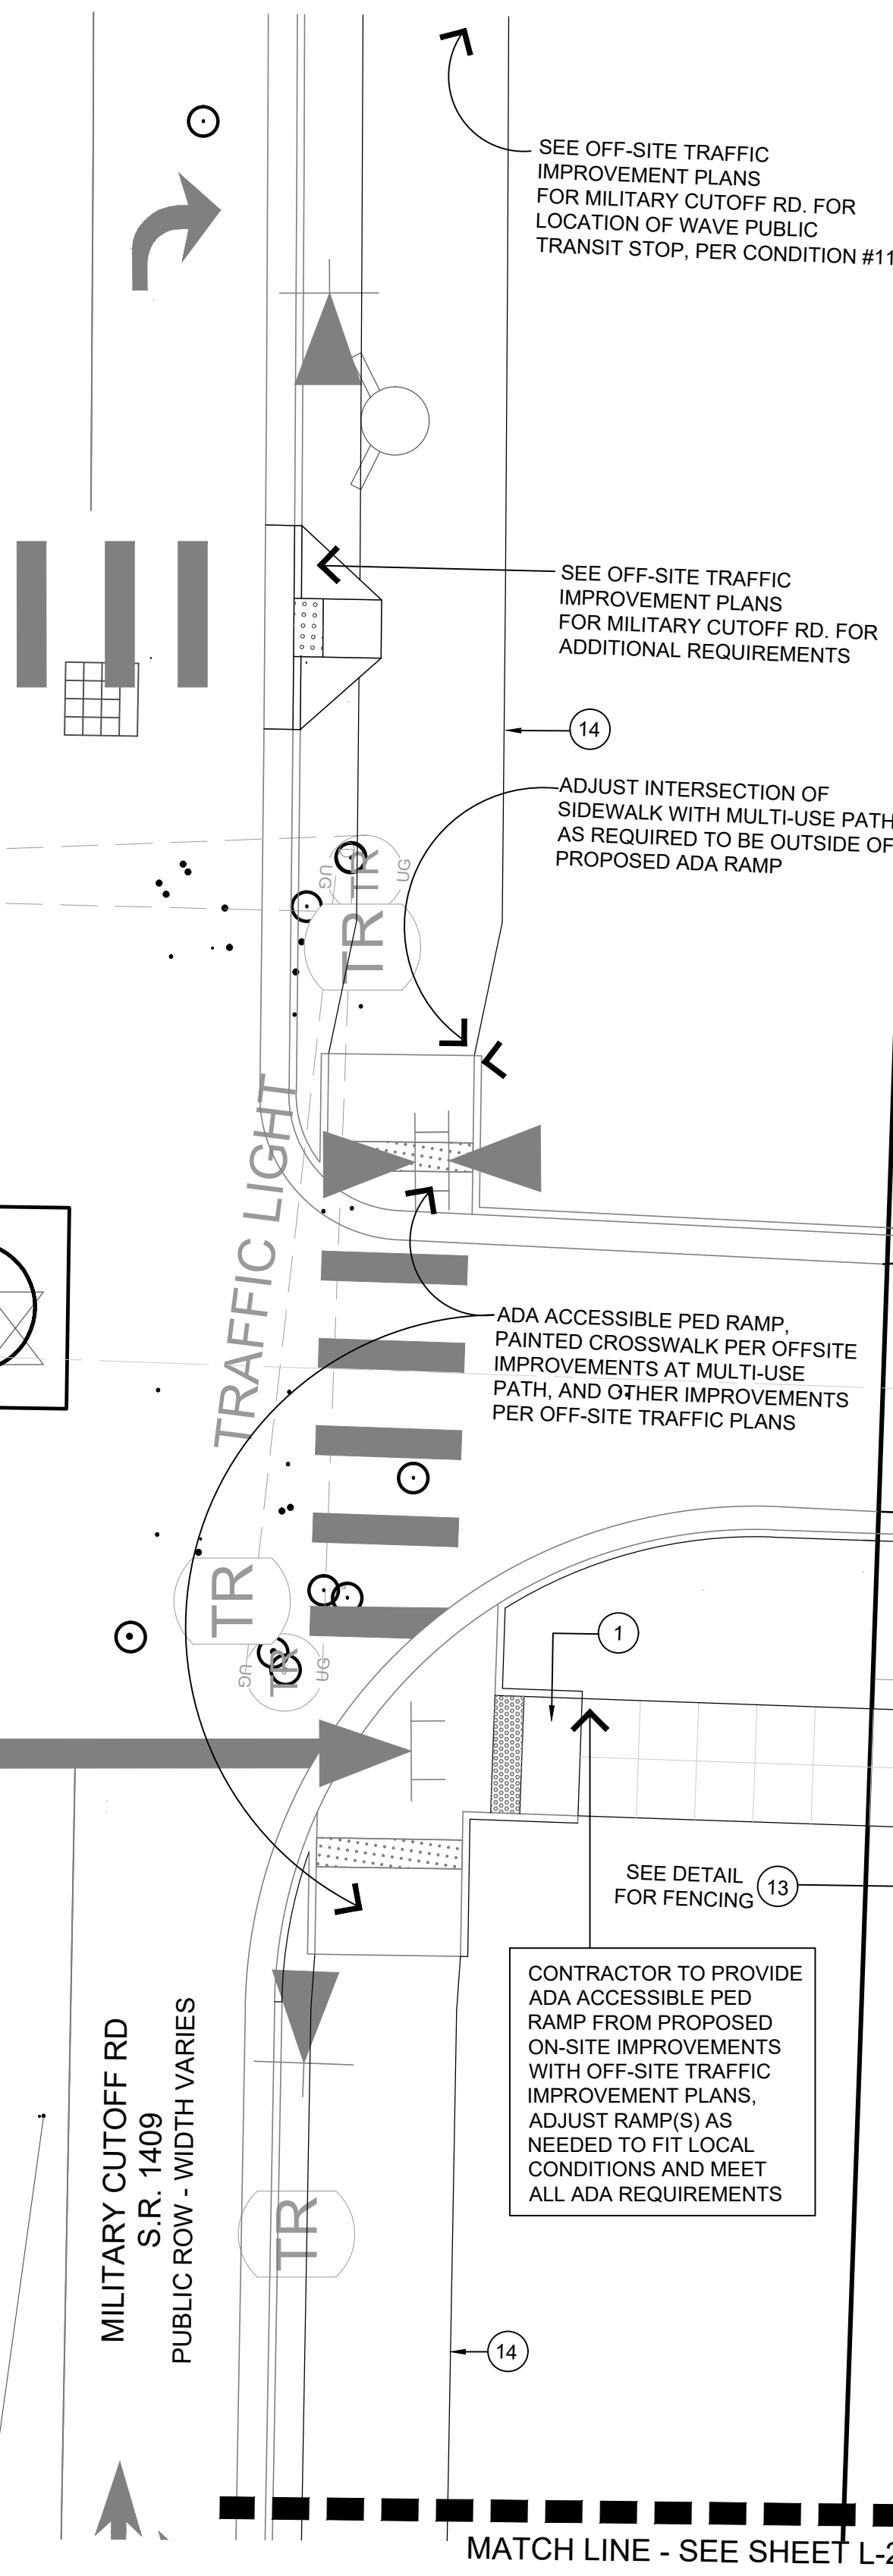 SEE OFF-SITE TRAFFIC
IMPROVEMENT PLANS
FOR MILITARY CUTOFF RD. FOR
LOCATION OF WAVE PUBLIC
TRANSIT STOP, PER CONDITION #11
SEE OFF-SITE TRAFFIC
IMPROVEMENT PLANS
FOR MILITARY CUTOFF RD. FOR
ADDITIONAL REQUIREMENTS
14
ADJUST INTERSECTION OF
SIDEWALK WITH MULTI-USE PATH
AS REQUIRED TO BE OUTSIDE OF
PROPOSED ADA RAMP
UG
TR
UG
TR
TRAFFIC LIGHT
ADA ACCESSIBLE PED RAMP,
PAINTED CROSSWALK PER OFFSITE
IMPROVEMENTS AT MULTI-USE
PATH, AND OTHER IMPROVEMENTS
PER OFF-SITE TRAFFIC PLANS
TR
UG
TR
UG
1
SEE DETAIL
FOR FENCING
13
CONTRACTOR TO PROVIDE
ADA ACCESSIBLE PED
RAMP FROM PROPOSED
ON-SITE IMPROVEMENTS
WITH OFF-SITE TRAFFIC
IMPROVEMENT PLANS,
ADJUST RAMP(S) AS
NEEDED TO FIT LOCAL
CONDITIONS AND MEET
ALL ADA REQUIREMENTS
MILITARY CUTOFF RD
S.R. 1409
PUBLIC ROW - WIDTH VARIES
TR
14
MATCH LINE - SEE SHEET L-2